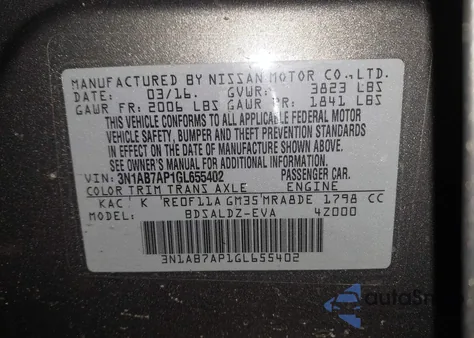 MANUFACTURED BY NISSAN MOTOR CO., LTD.
DATE: 03/16. GVWR: 3823 LBS
GAWR FR: 2006 LBS GAWR RR: 1841 LBS
THIS VEHICLE CONFORMS TO ALL APPLICABLE FEDERAL MOTOR
VEHICLE SAFETY, BUMPER AND THEFT PREVENTION STANDARDS
IN EFFECT ON THE DATE OF MANUFACTURE SHOWN ABOVE.
SEE OWNER'S MANUAL FOR ADDITIONAL INFORMATION.
VIN: 3N1AB7AP1GL655402 PASSENGER CAR.
COLOR TRIM TRANS AXLE ENGINE
KAC K RE0F11A GM35 MRA8DE 1798 CC
MODEL: BDSALDZ-EVA 4Z000
3N1AB7AP1GL655402